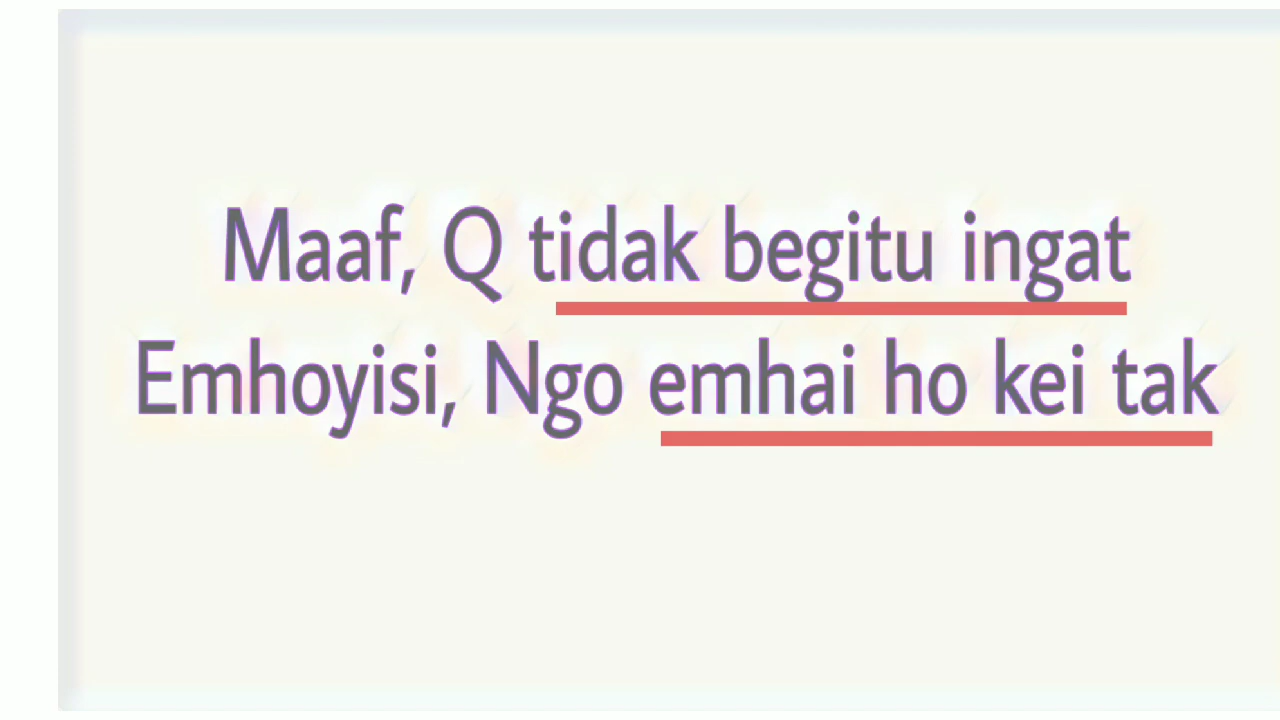 Maaf, Q tidak begitu ingat
Emhoyisi, Ngo emhai ho kei tak